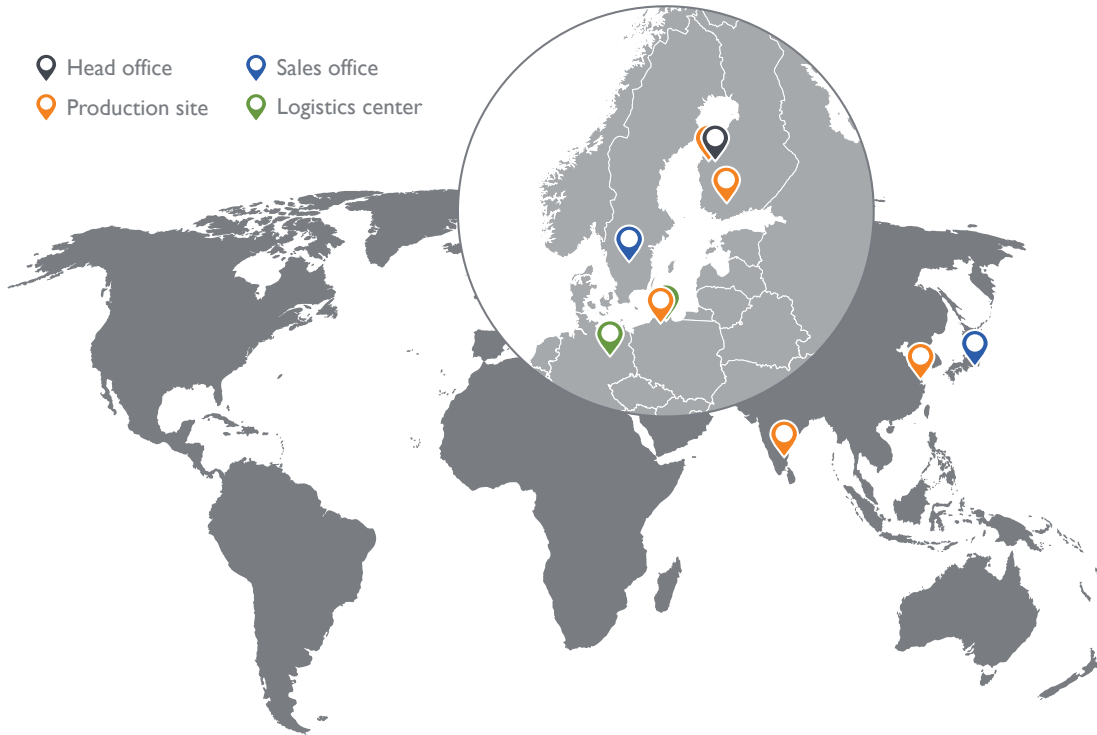 Head office
Sales office
Production site
Logistics center